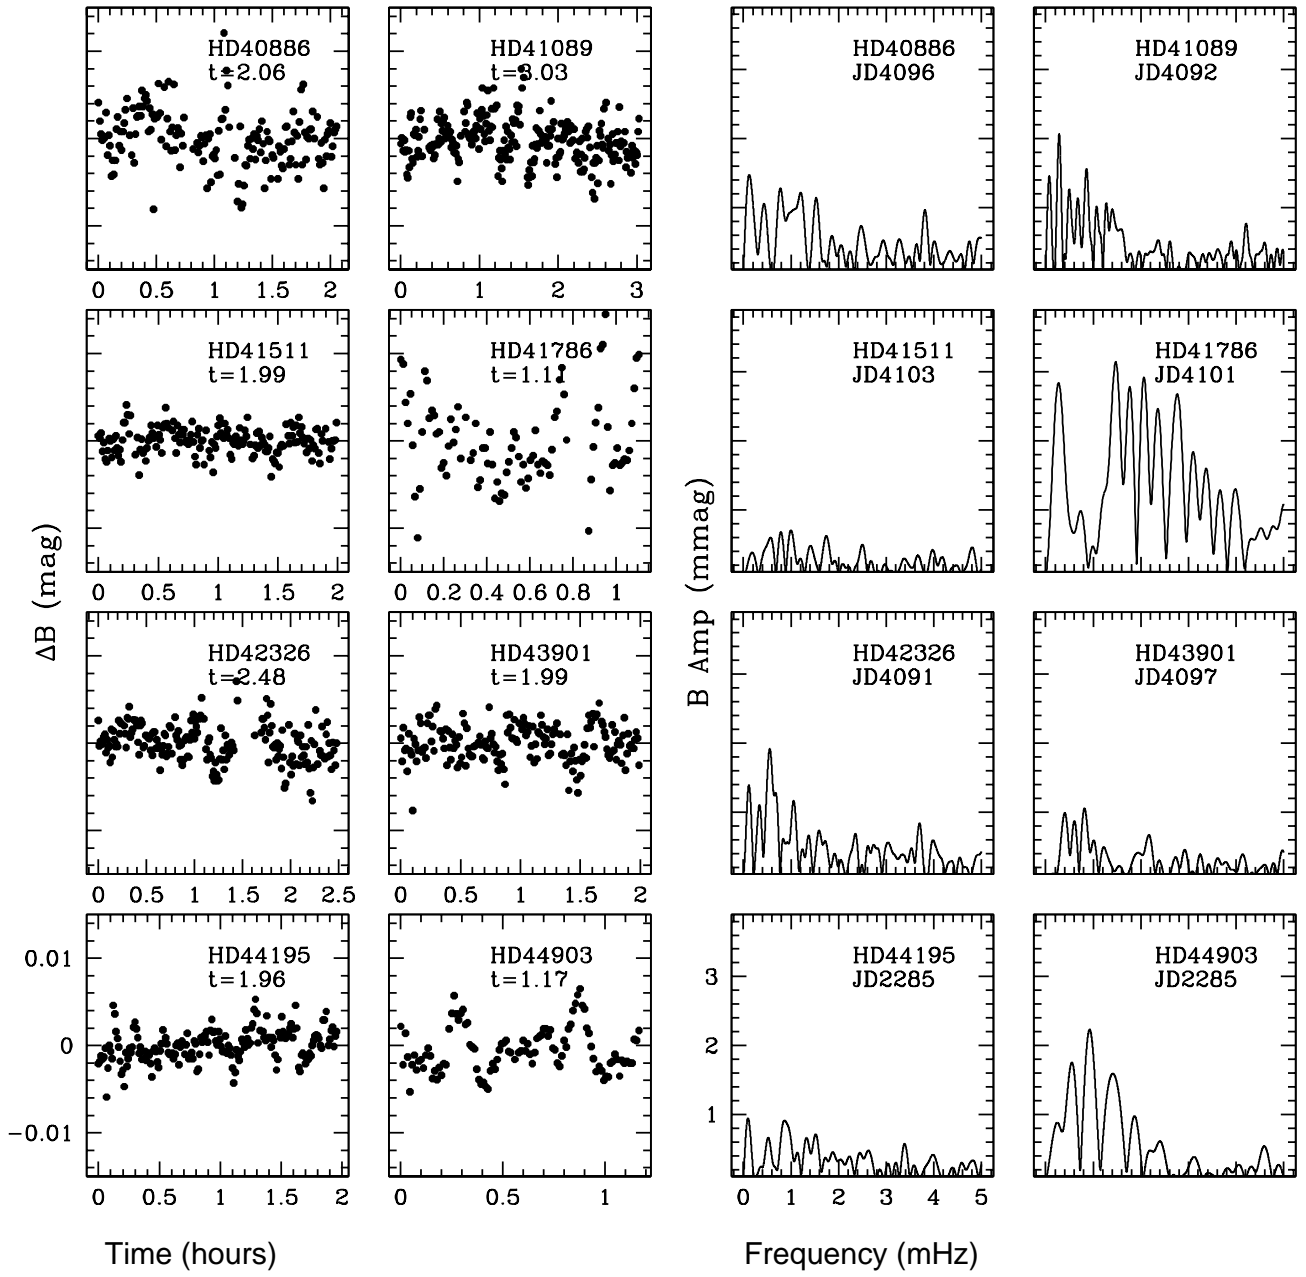 HD40886
t=2.06
HD41089
t=3.03
HD40886
JD4096
HD41089
JD4092
0 0.5 1 1.5 2
0 1 2 3
HD41511
t=1.99
HD41786
t=1.11
HD41511
JD4103
HD41786
JD4101
0 0.5 1 1.5 2
0 0.2 0.4 0.6 0.8 1
ΔB (mag)
B Amp (mmag)
HD42326
t=2.48
HD43901
t=1.99
HD42326
JD4091
HD43901
JD4097
0 0.5 1 1.5 2 2.5
0 0.5 1 1.5 2
HD44195
t=1.96
HD44903
t=1.17
HD44195
JD2285
HD44903
JD2285
0.01
0
−0.01
3
2
1
0 0.5 1 1.5 2
0 0.5 1
0 1 2 3 4 5
Time (hours)
Frequency (mHz)